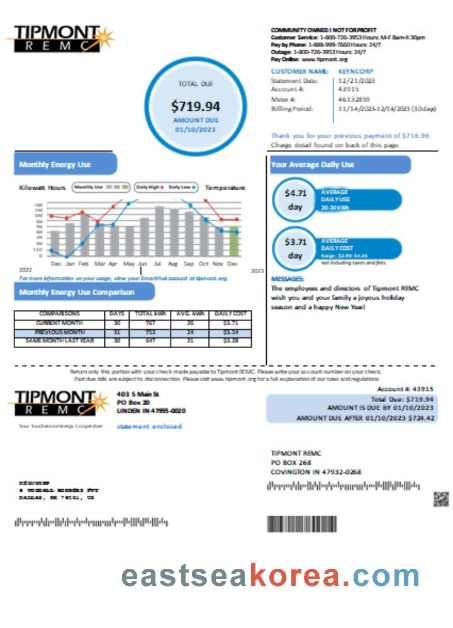 TIPMONT
R E M C
COMMUNITY OWNED I NOT FOR PROFIT
Customer Service: 1-800-726-3953 Hours: M-F 8am-4:30pm
Pay by Phone: 1-888-999-7660 Hours: 24/7
Outage: 1-800-726-3953 Hours: 24/7
Pay Online: www.tipmont.org
TOTAL DUE
$719.94
AMOUNT DUE
01/10/2023
CUSTOMER NAME: KEYNCORP
Statement Date: 12/21/2023
Account #: 43915
Meter #: 46132859
Billing Period: 11/14/2023-12/14/2023 (30days)
Thank you for your previous payment of $716.96
Charge detail found on back of this page.
Monthly Energy Use
Kilowatt Hours Monthly Use Daily High Daily Low Temperature
Dec Jan Feb Mar Apr May Jun Jul Aug Sep Oct Nov Dec
2022 2023
For more information on your usage, view your SmartHub account at tipmont.org.
Your Average Daily Use
$4.71
day
AVERAGE
DAILY USE
20-30 kWh
$3.71
day
AVERAGE
DAILY COST
not including taxes and fees
MESSAGES:
The employees and directors of Tipmont REMC
wish you and your family a joyous holiday
season and a happy New Year!
Monthly Energy Use Comparison
COMPARISONS DAYS TOTAL kWh AVG. kWh DAILY COST
CURRENT MONTH 30 767 26 $3.71
PREVIOUS MONTH 31 753 24 $3.54
SAME MONTH LAST YEAR 30 647 21 $3.28
Return only this portion with your check made payable to Tipmont REMC. Please write your account number on your check.
Past due bills are subject to disconnection. Please visit www.tipmont.org for a full explanation of our rules and regulations
TIPMONT
R E M C
Your Touchstone Energy Cooperative
403 S Main St
PO Box 20
LINDEN IN 47955-0020
statement enclosed
Account #: 43915
Total Due: $719.94
AMOUNT IS DUE BY 01/10/2023
AMOUNT DUE AFTER 01/10/2023 $724.42
TIPMONT REMC
PO BOX 268
COVINGTON IN 47932-0268
KEYNCORP
eastseakorea.com